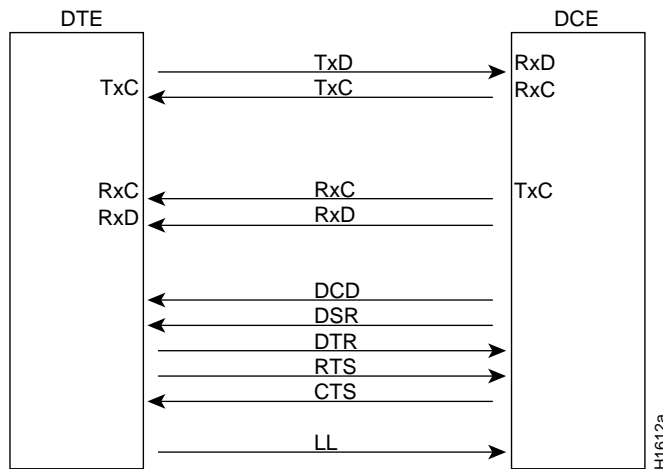 DTE DCE
TxD RxD
TxC TxC RxC
RxC RxC TxC
RxD RxD
DCD
DSR
DTR
RTS
CTS
LL
H1612a